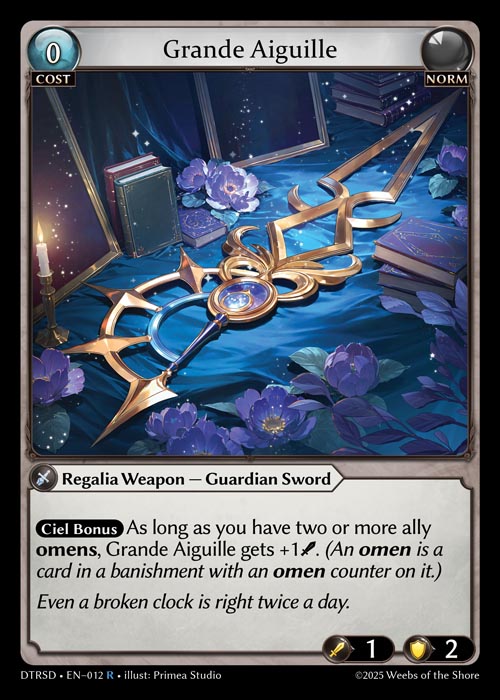 0
Grande Aiguille
COST
NORM
Regalia Weapon — Guardian Sword
Ciel Bonus As long as you have two or more ally
omens, Grande Aiguille gets +1. (An omen is a
card in a banishment with an omen counter on it.)
Even a broken clock is right twice a day.
1
2
DTRSD • EN–012 R • illust: Primea Studio
©2025 Weebs of the Shore